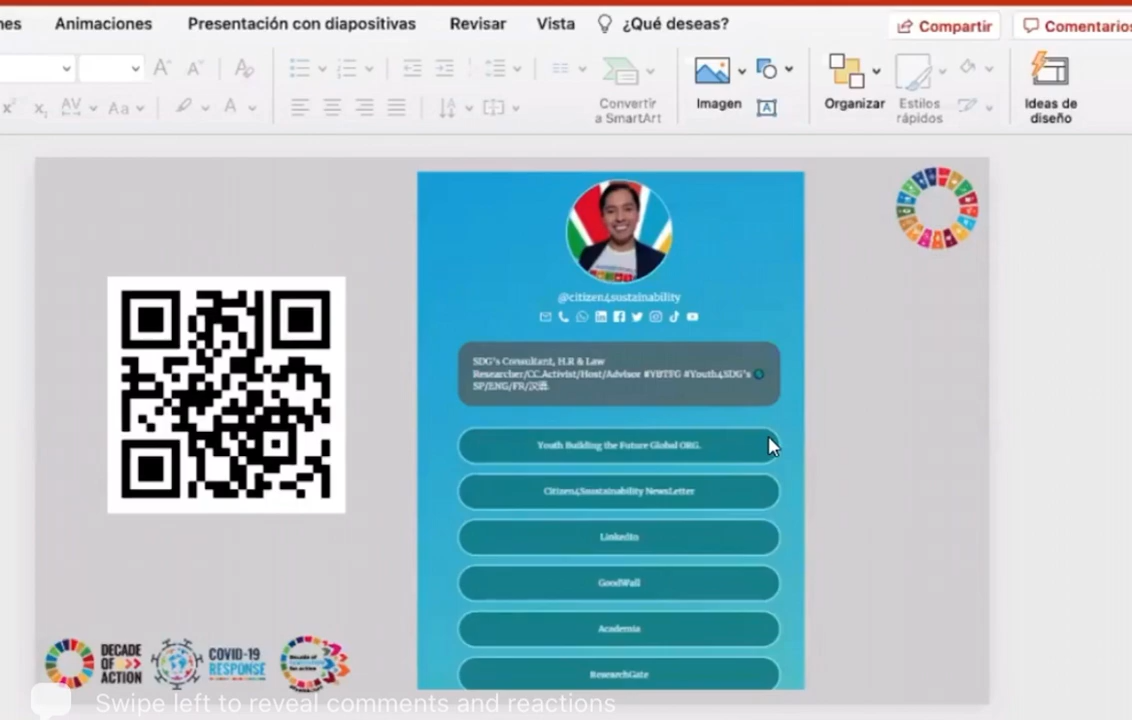 nes
Animaciones
Presentación con diapositivas
Revisar
Vista
¿Qué deseas?
Compartir
Comentarios
Aa
Convertir
a SmartArt
Imagen
Organizar
Estilos
rápidos
Ideas de
diseño
@citizen4sustainability
SDG's Consultant, H.R & Law
Researcher/CC.Activist/Host/Advisor #YBTFG #Youth4SDG's
SP/ENG/FR/汉语.
Youth Building the Future Global ORG.
Citizen4Susstainability NewsLetter
LinkedIn
GoodWall
Academia
ResearchGate
DECADE
OF
ACTION
COVID-19
RESPONSE
Swipe left to reveal comments and reactions